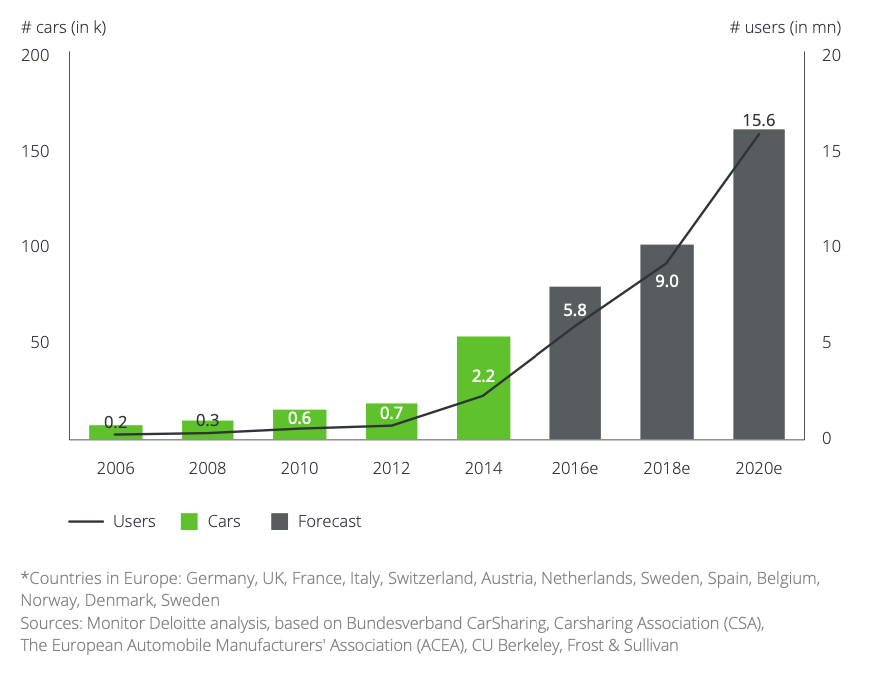 # cars (in k) # users (in mn)
200 20
150 15
15.6
100 10
9.0
5.8
50 5
2.2
0.2 0.3 0.6 0.7
0
2006 2008 2010 2012 2014 2016e 2018e 2020e
Users Cars Forecast
*Countries in Europe: Germany, UK, France, Italy, Switzerland, Austria, Netherlands, Sweden, Spain, Belgium,
Norway, Denmark, Sweden
Sources: Monitor Deloitte analysis, based on Bundesverband CarSharing, Carsharing Association (CSA),
The European Automobile Manufacturers' Association (ACEA), CU Berkeley, Frost & Sullivan